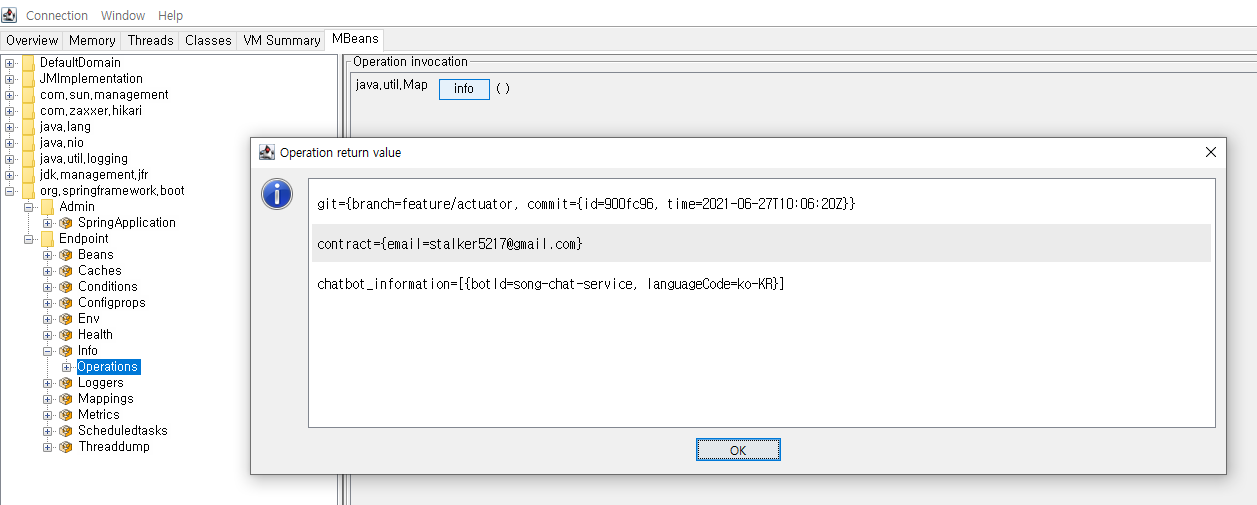 Connection Window Help
Overview Memory Threads Classes VM Summary MBeans
DefaultDomain
JMImplementation
com.sun.management
com.zaxxer.hikari
java.lang
java.nio
java.util.logging
jdk.management.jfr
org.springframework.boot
Admin
SpringApplication
Endpoint
Beans
Caches
Conditions
Configprops
Env
Health
Info
Operations
Loggers
Mappings
Metrics
Scheduledtasks
Threaddump
Operation invocation
java.util.Map info ( )
Operation return value
git={branch=feature/actuator, commit={id=900fc96, time=2021-06-27T10:06:20Z}}
contract={email=stalker5217@gmail.com}
chatbot_information=[{botId=song-chat-service, languageCode=ko-KR}]
OK